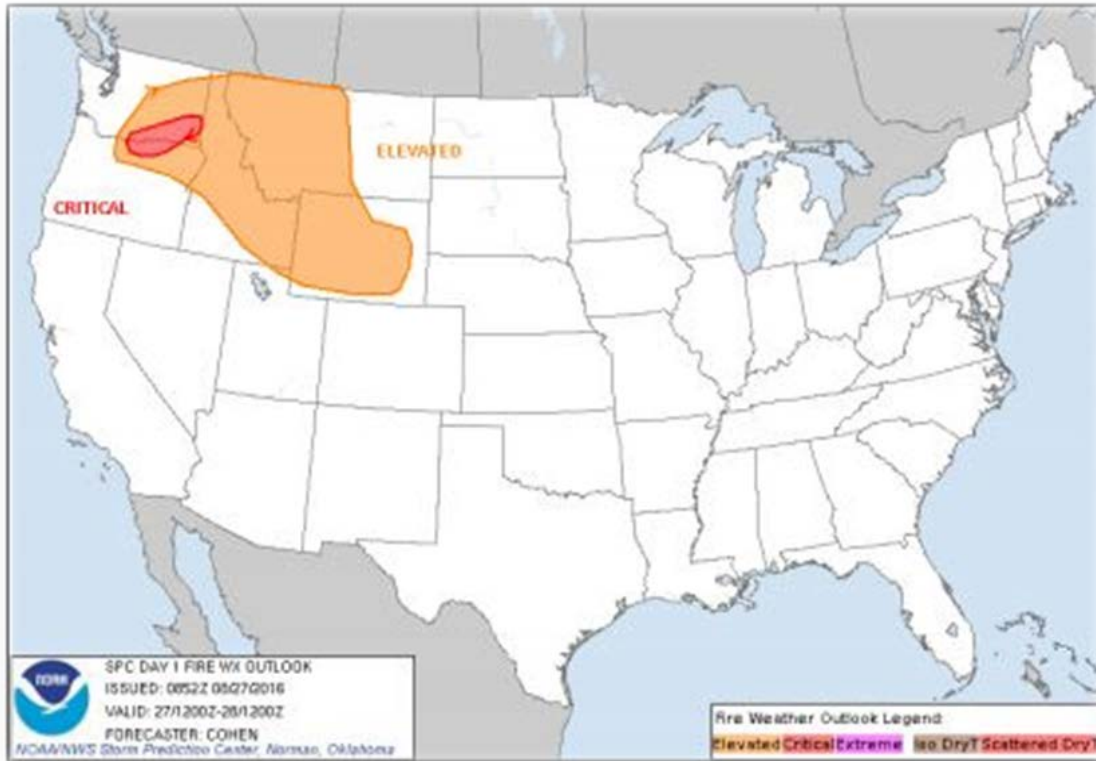 ELEVATED
CRITICAL
NOAA
SPC DAY 1 FIRE WX OUTLOOK
ISSUED: 0852Z 08/27/2016
VALID: 27/1200Z-28/1200Z
FORECASTER: COHEN
NOAA/NWS Storm Prediction Center, Norman, Oklahoma
Fire Weather Outlook Legend:
Elevated Critical Extreme Iso DryT Scattered DryT